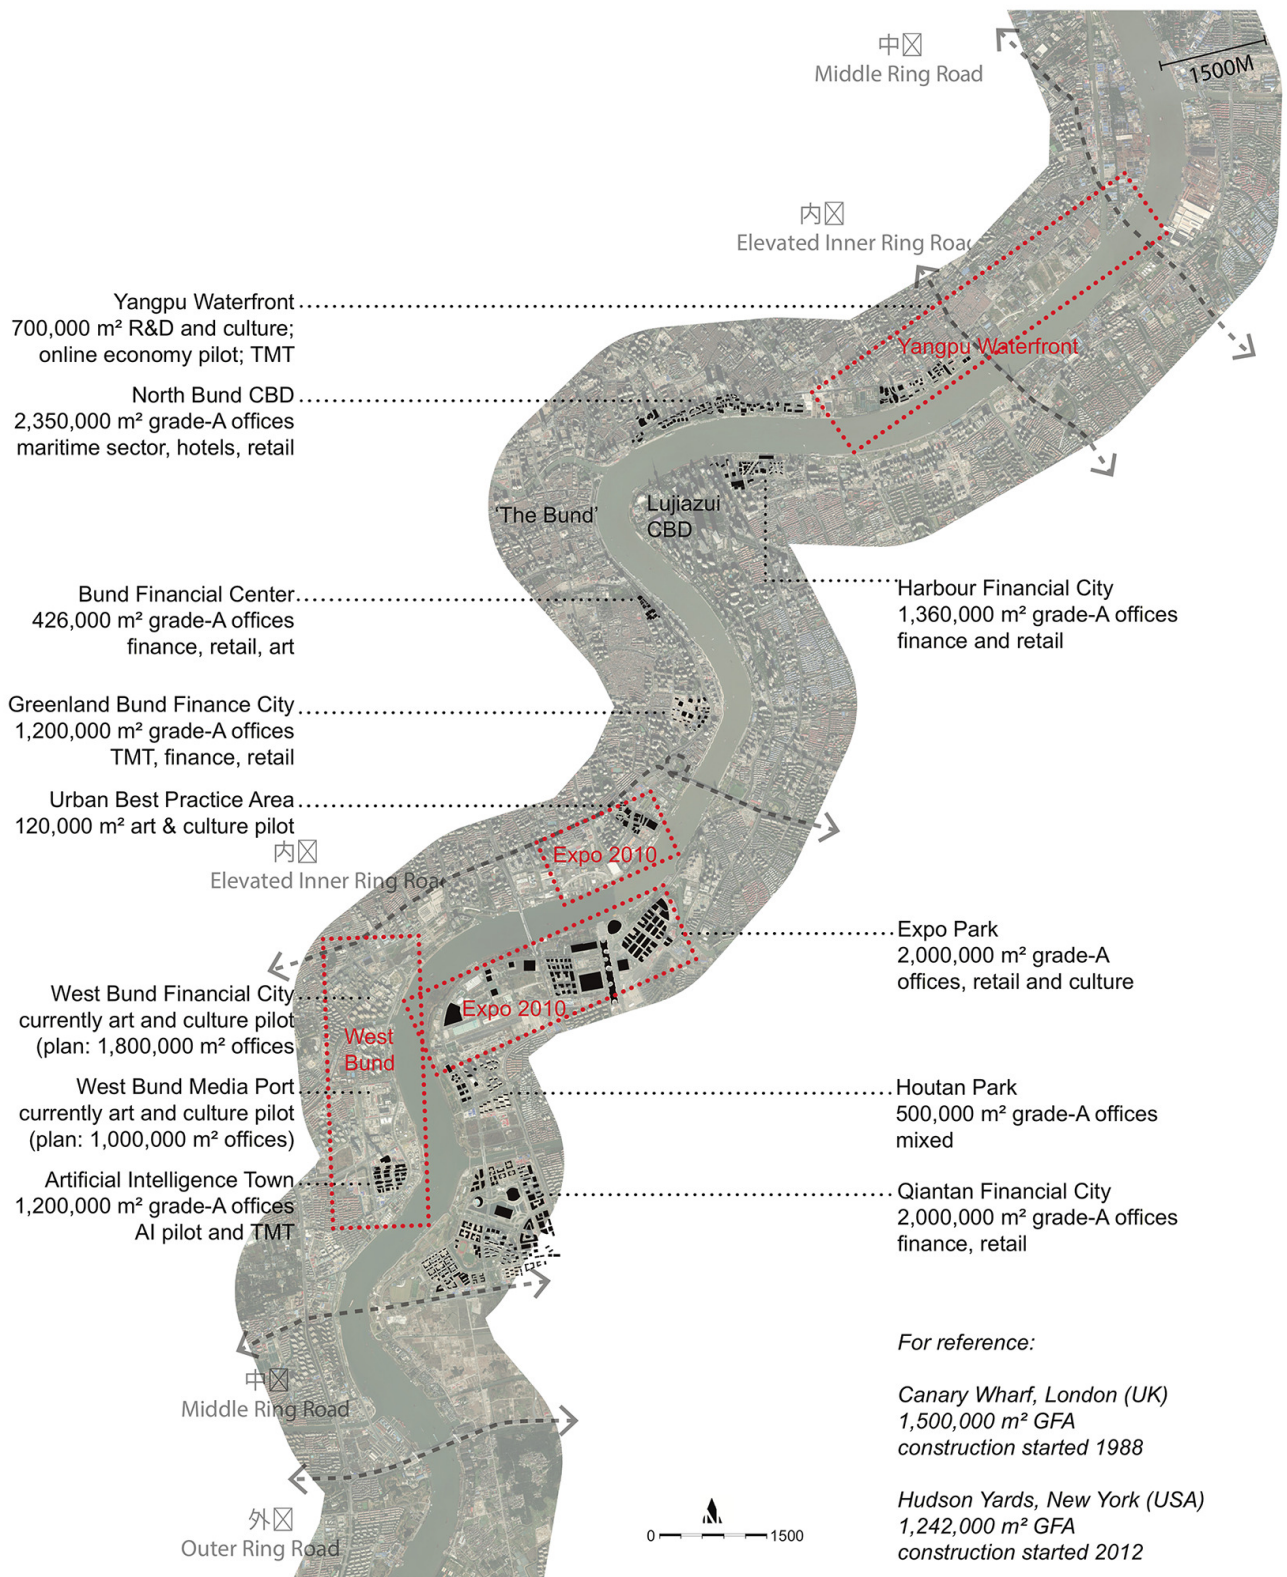 中
Middle Ring Road
1500M
内
Elevated Inner Ring Road
Yangpu Waterfront
700,000 m² R&D and culture;
online economy pilot; TMT
Yangpu Waterfront
North Bund CBD
2,350,000 m² grade-A offices
maritime sector, hotels, retail
'The Bund'
Lujiazui
CBD
Bund Financial Center
426,000 m² grade-A offices
finance, retail, art
Harbour Financial City
1,360,000 m² grade-A offices
finance and retail
Greenland Bund Finance City
1,200,000 m² grade-A offices
TMT, finance, retail
Urban Best Practice Area
120,000 m² art & culture pilot
Expo 2010
内
Elevated Inner Ring Road
Expo Park
2,000,000 m² grade-A
offices, retail and culture
West Bund Financial City
currently art and culture pilot
(plan: 1,800,000 m² offices
Expo 2010
West
Bund
West Bund Media Port
currently art and culture pilot
(plan: 1,000,000 m² offices)
Houtan Park
500,000 m² grade-A offices
mixed
Artificial Intelligence Town
1,200,000 m² grade-A offices
AI pilot and TMT
Qiantan Financial City
2,000,000 m² grade-A offices
finance, retail
中
Middle Ring Road
外
Outer Ring Road
0 1500
For reference:
Canary Wharf, London (UK)
1,500,000 m² GFA
construction started 1988
Hudson Yards, New York (USA)
1,242,000 m² GFA
construction started 2012